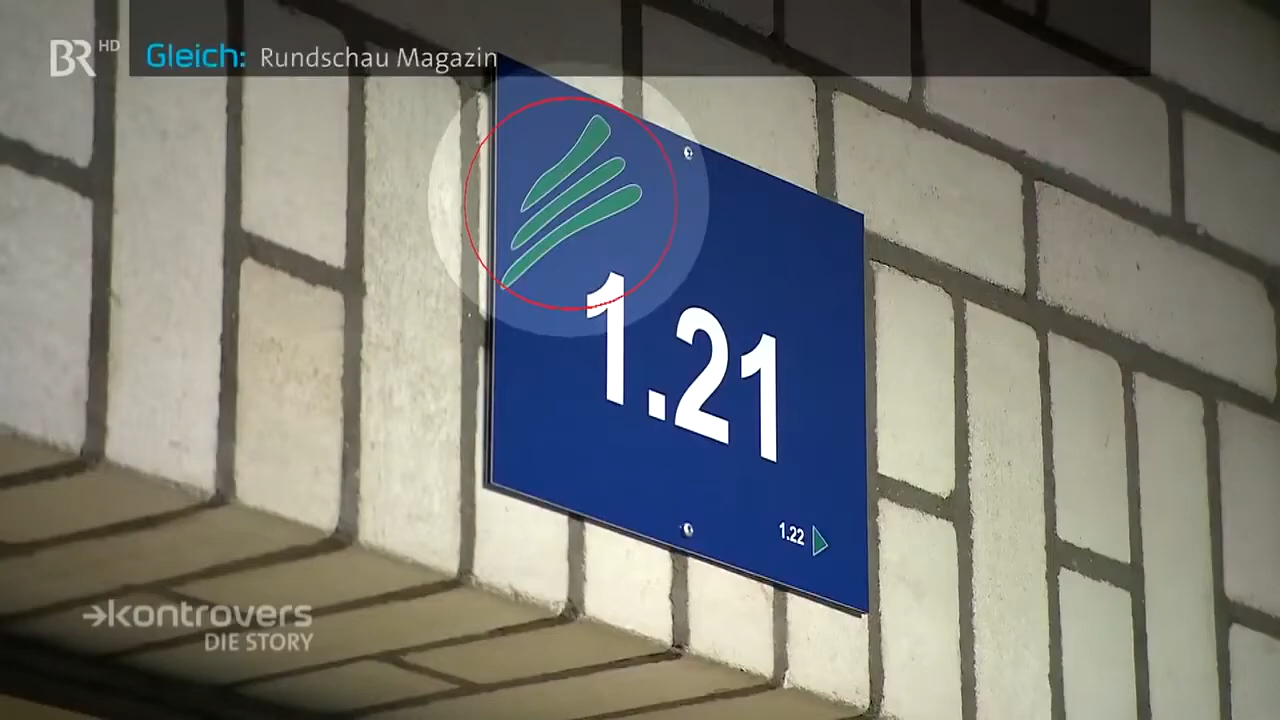 BR HD
Gleich: Rundschau Magazin
1.21
1.22
kontrovers
DIE STORY